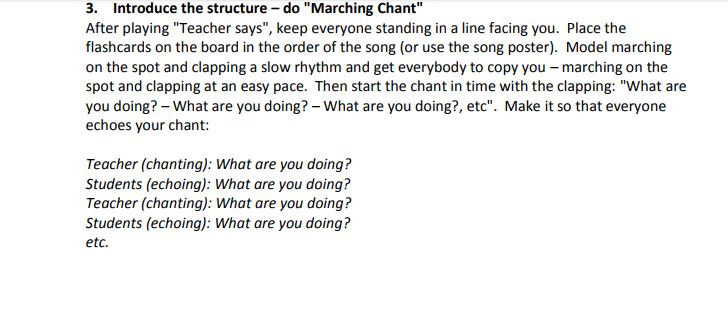 3. Introduce the structure – do "Marching Chant"
After playing "Teacher says", keep everyone standing in a line facing you. Place the
flashcards on the board in the order of the song (or use the song poster). Model marching
on the spot and clapping a slow rhythm and get everybody to copy you – marching on the
spot and clapping at an easy pace. Then start the chant in time with the clapping: "What are
you doing? – What are you doing? – What are you doing?, etc". Make it so that everyone
echoes your chant:
Teacher (chanting): What are you doing?
Students (echoing): What are you doing?
Teacher (chanting): What are you doing?
Students (echoing): What are you doing?
etc.